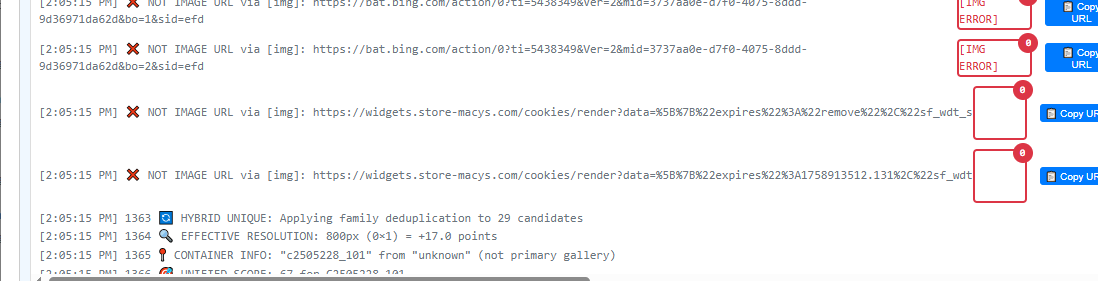 [2:05:15 PM] ❌ NOT IMAGE URL via [img]: https://bat.bing.com/action/0?ti=5438349&Ver=2&mid=3737aa0e-d7f0-4075-8ddd-
9d36971da62d&bo=1&sid=efd
[IMG
ERROR]
0
📋 Copy
URL
[2:05:15 PM] ❌ NOT IMAGE URL via [img]: https://bat.bing.com/action/0?ti=5438349&Ver=2&mid=3737aa0e-d7f0-4075-8ddd-
9d36971da62d&bo=2&sid=efd
[IMG
ERROR]
0
📋 Copy
URL
[2:05:15 PM] ❌ NOT IMAGE URL via [img]: https://widgets.store-macys.com/cookies/render?data=%5B%7B%22expires%22%3A%22remove%22%2C%22sf_wdt_s
0
📋 Copy UR
[2:05:15 PM] ❌ NOT IMAGE URL via [img]: https://widgets.store-macys.com/cookies/render?data=%5B%7B%22expires%22%3A1758913512.131%2C%22sf_wdt
0
📋 Copy UR
[2:05:15 PM] 1363 🔄 HYBRID UNIQUE: Applying family deduplication to 29 candidates
[2:05:15 PM] 1364 🔍 EFFECTIVE RESOLUTION: 800px (0×1) = +17.0 points
[2:05:15 PM] 1365 📍 CONTAINER INFO: "c2505228_101" from "unknown" (not primary gallery)
[2:05:15 PM] 1366 🎯 UNIFIED SCORE: 67 for C2505228_101